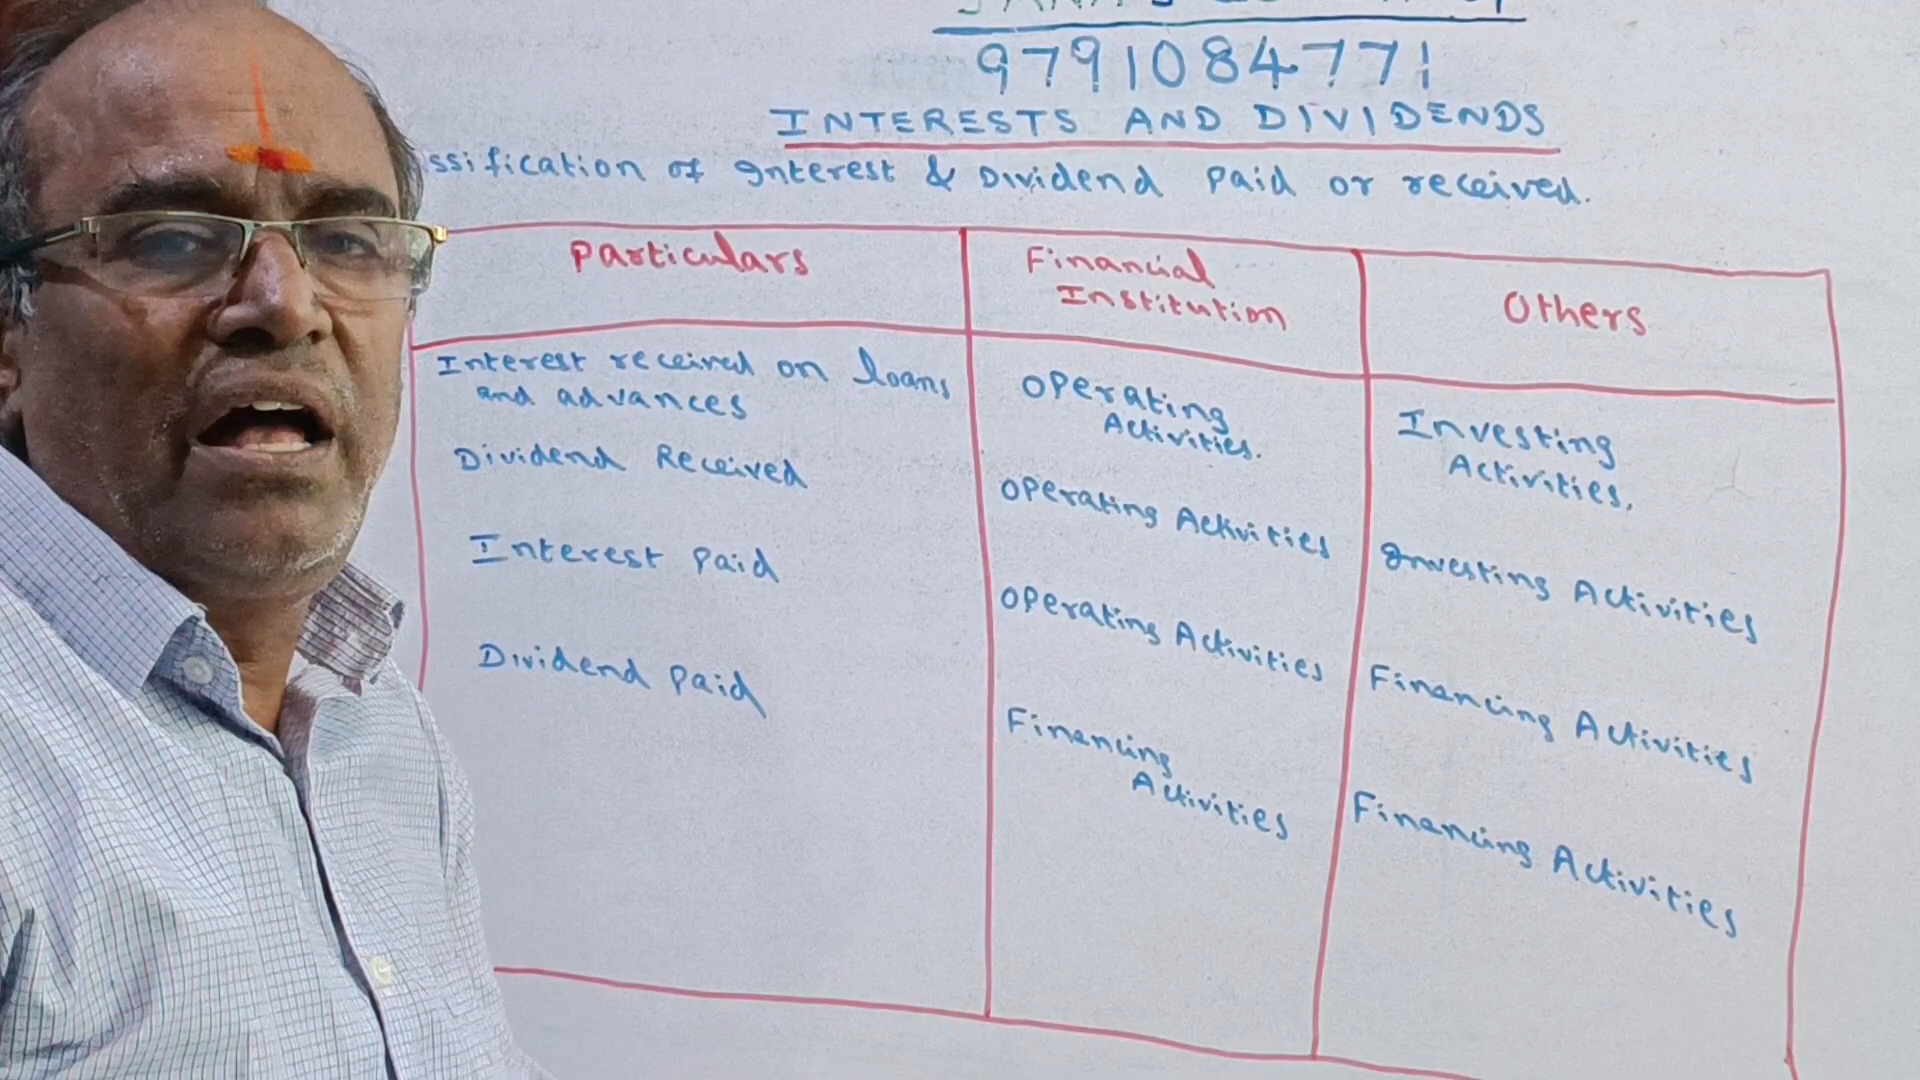 9791084771
INTERESTS AND DIVIDENDS
ssification of Interest & Dividend paid or received.
Particulars
Financial
Institution
Others
Interest received on loans
and advances
Operating
Activities.
Investing
Activities,
Dividend Received
Operating Activities
Investing Activities
Interest paid
Operating Activities
Financing Activities
Dividend paid
Financing
Activities
Financing Activities